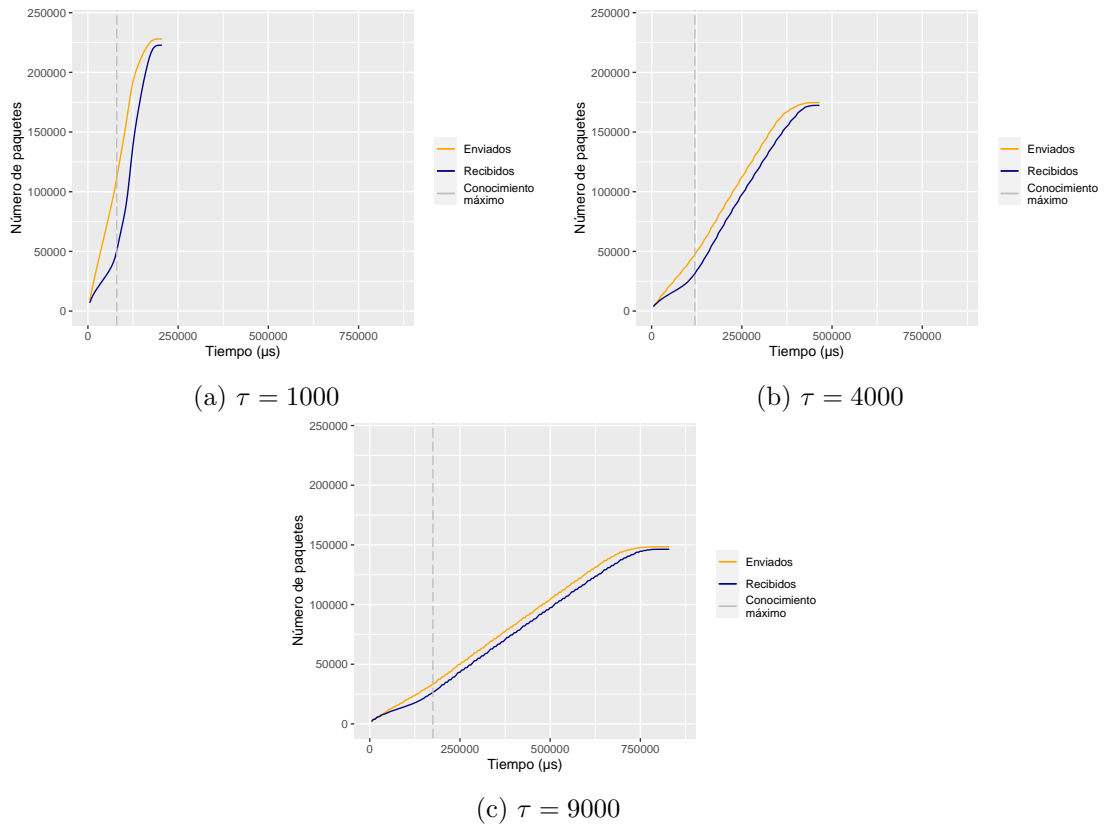 250000
200000
150000
100000
50000
0
Número de paquetes
0 250000 500000 750000
Tiempo (µs)
Enviados
Recibidos
Conocimiento
máximo
(a) τ = 1000
250000
200000
150000
100000
50000
0
Número de paquetes
0 250000 500000 750000
Tiempo (µs)
Enviados
Recibidos
Conocimiento
máximo
(b) τ = 4000
250000
200000
150000
100000
50000
0
Número de paquetes
0 250000 500000 750000
Tiempo (µs)
Enviados
Recibidos
Conocimiento
máximo
(c) τ = 9000